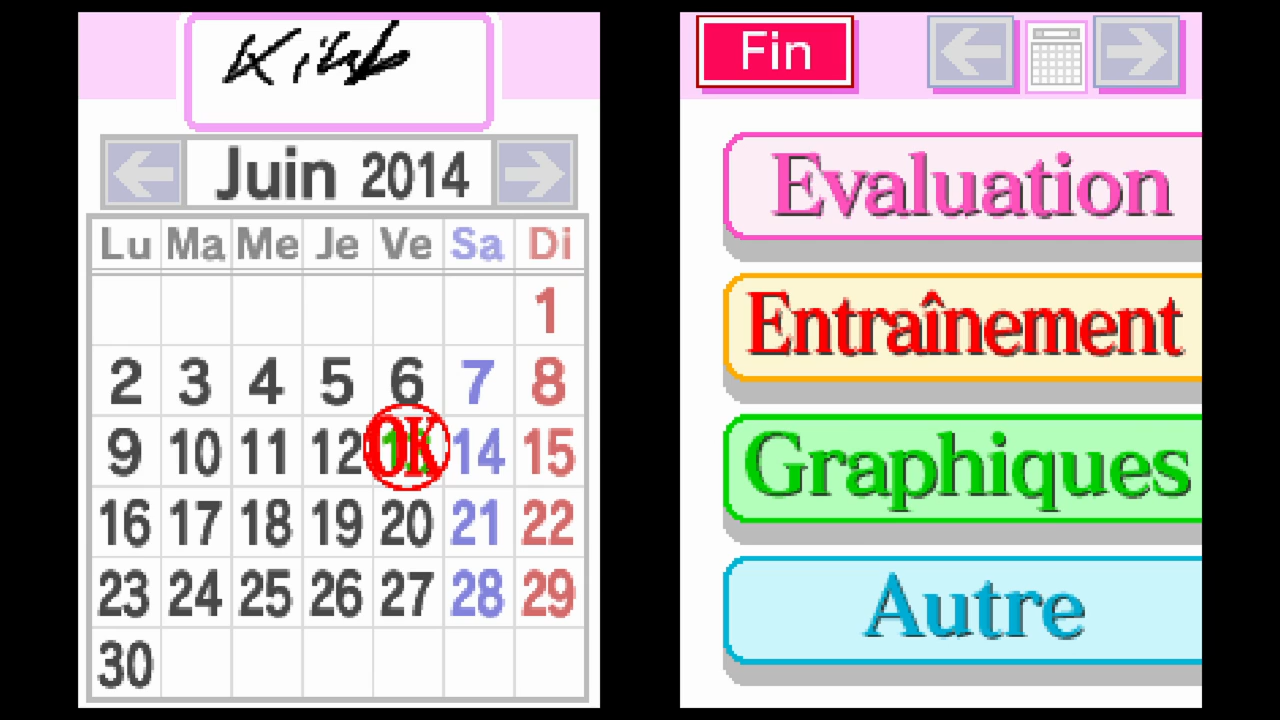 Juin 2014
Lu Ma Me Je Ve Sa Di
1
2 3 4 5 6 7 8
9 10 11 12 OK 14 15
16 17 18 19 20 21 22
23 24 25 26 27 28 29
30
Fin
Evaluation
Entraînement
Graphiques
Autre